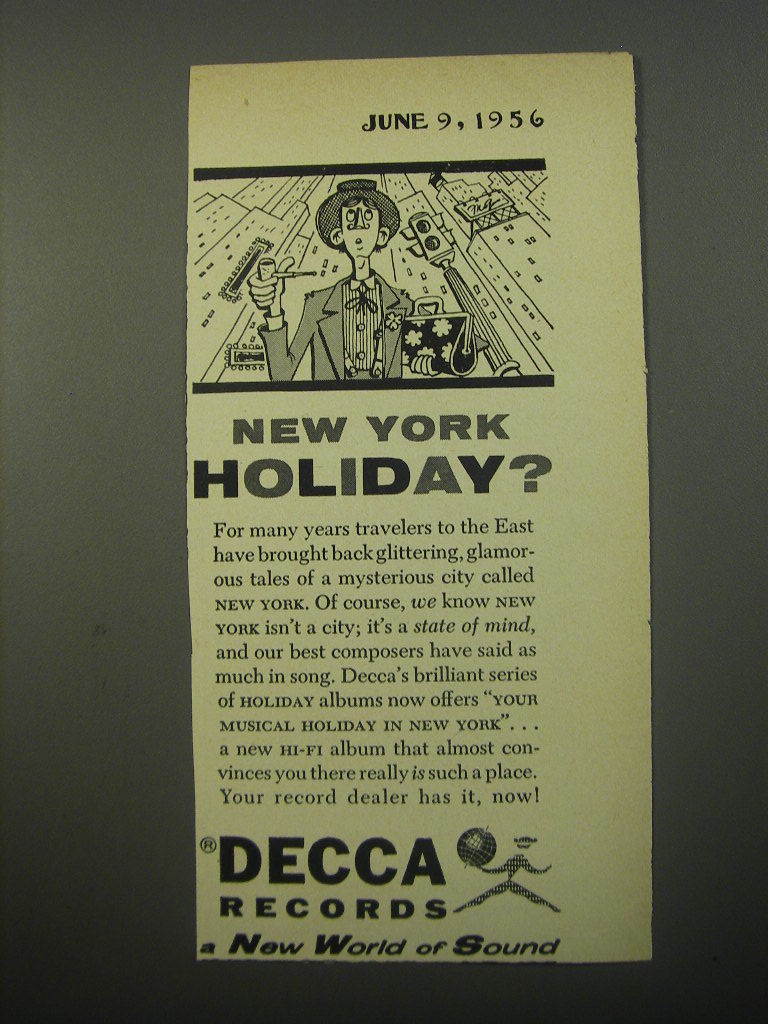 JUNE 9, 1956
NEW YORK
HOLIDAY?
For many years travelers to the East
have brought back glittering, glamor-
ous tales of a mysterious city called
NEW YORK. Of course, we know NEW
YORK isn't a city; it's a state of mind,
and our best composers have said as
much in song. Decca's brilliant series
of HOLIDAY albums now offers "YOUR
MUSICAL HOLIDAY IN NEW YORK"...
a new HI-FI album that almost con-
vinces you there really is such a place.
Your record dealer has it, now!
® DECCA
RECORDS
a New World of Sound